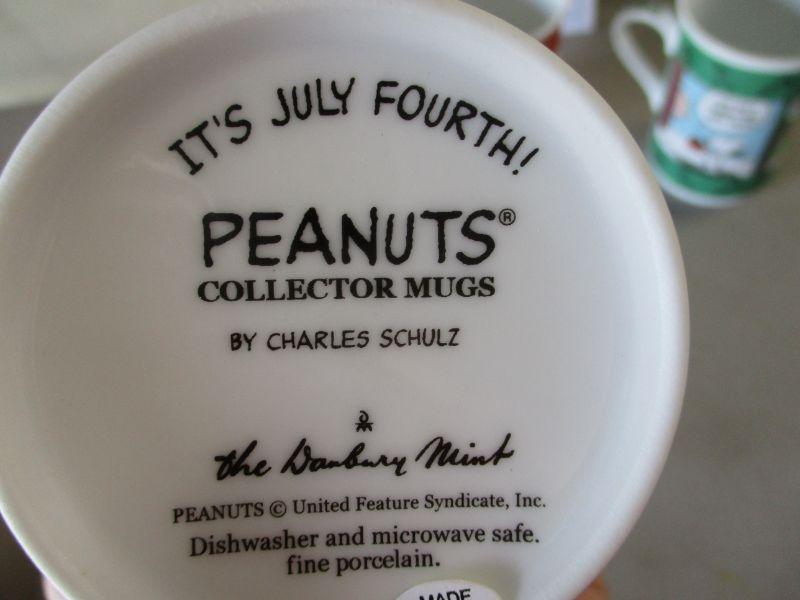 IT'S JULY FOURTH!
PEANUTS®
COLLECTOR MUGS
BY CHARLES SCHULZ
the Danbury Mint
PEANUTS © United Feature Syndicate, Inc.
Dishwasher and microwave safe.
fine porcelain.
MADE